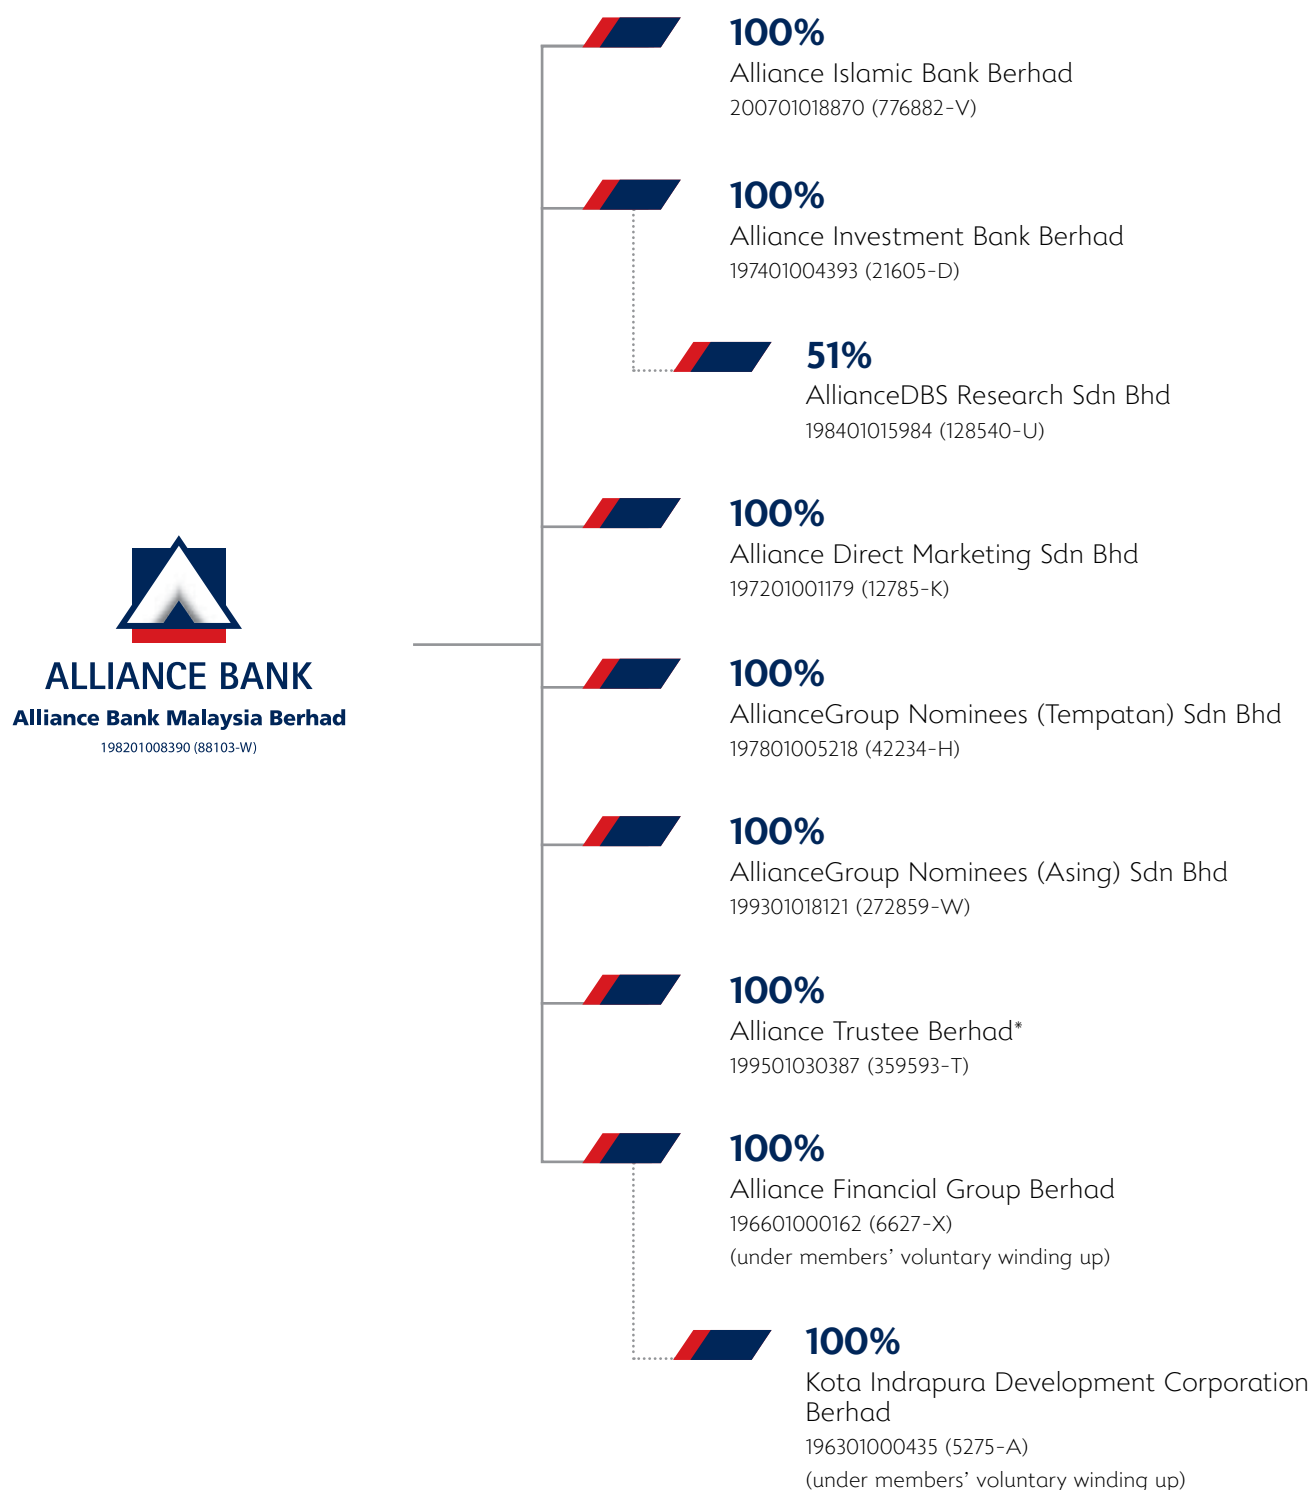 100%
Alliance Islamic Bank Berhad
200701018870 (776882-V)
100%
Alliance Investment Bank Berhad
197401004393 (21605-D)
51%
AllianceDBS Research Sdn Bhd
198401015984 (128540-U)
100%
Alliance Direct Marketing Sdn Bhd
197201001179 (12785-K)
ALLIANCE BANK
Alliance Bank Malaysia Berhad
198201008390 (88103-W)
100%
AllianceGroup Nominees (Tempatan) Sdn Bhd
197801005218 (42234-H)
100%
AllianceGroup Nominees (Asing) Sdn Bhd
199301018121 (272859-W)
100%
Alliance Trustee Berhad*
199501030387 (359593-T)
100%
Alliance Financial Group Berhad
196601000162 (6627-X)
(under members’ voluntary winding up)
100%
Kota Indrapura Development Corporation
Berhad
196301000435 (5275-A)
(under members’ voluntary winding up)